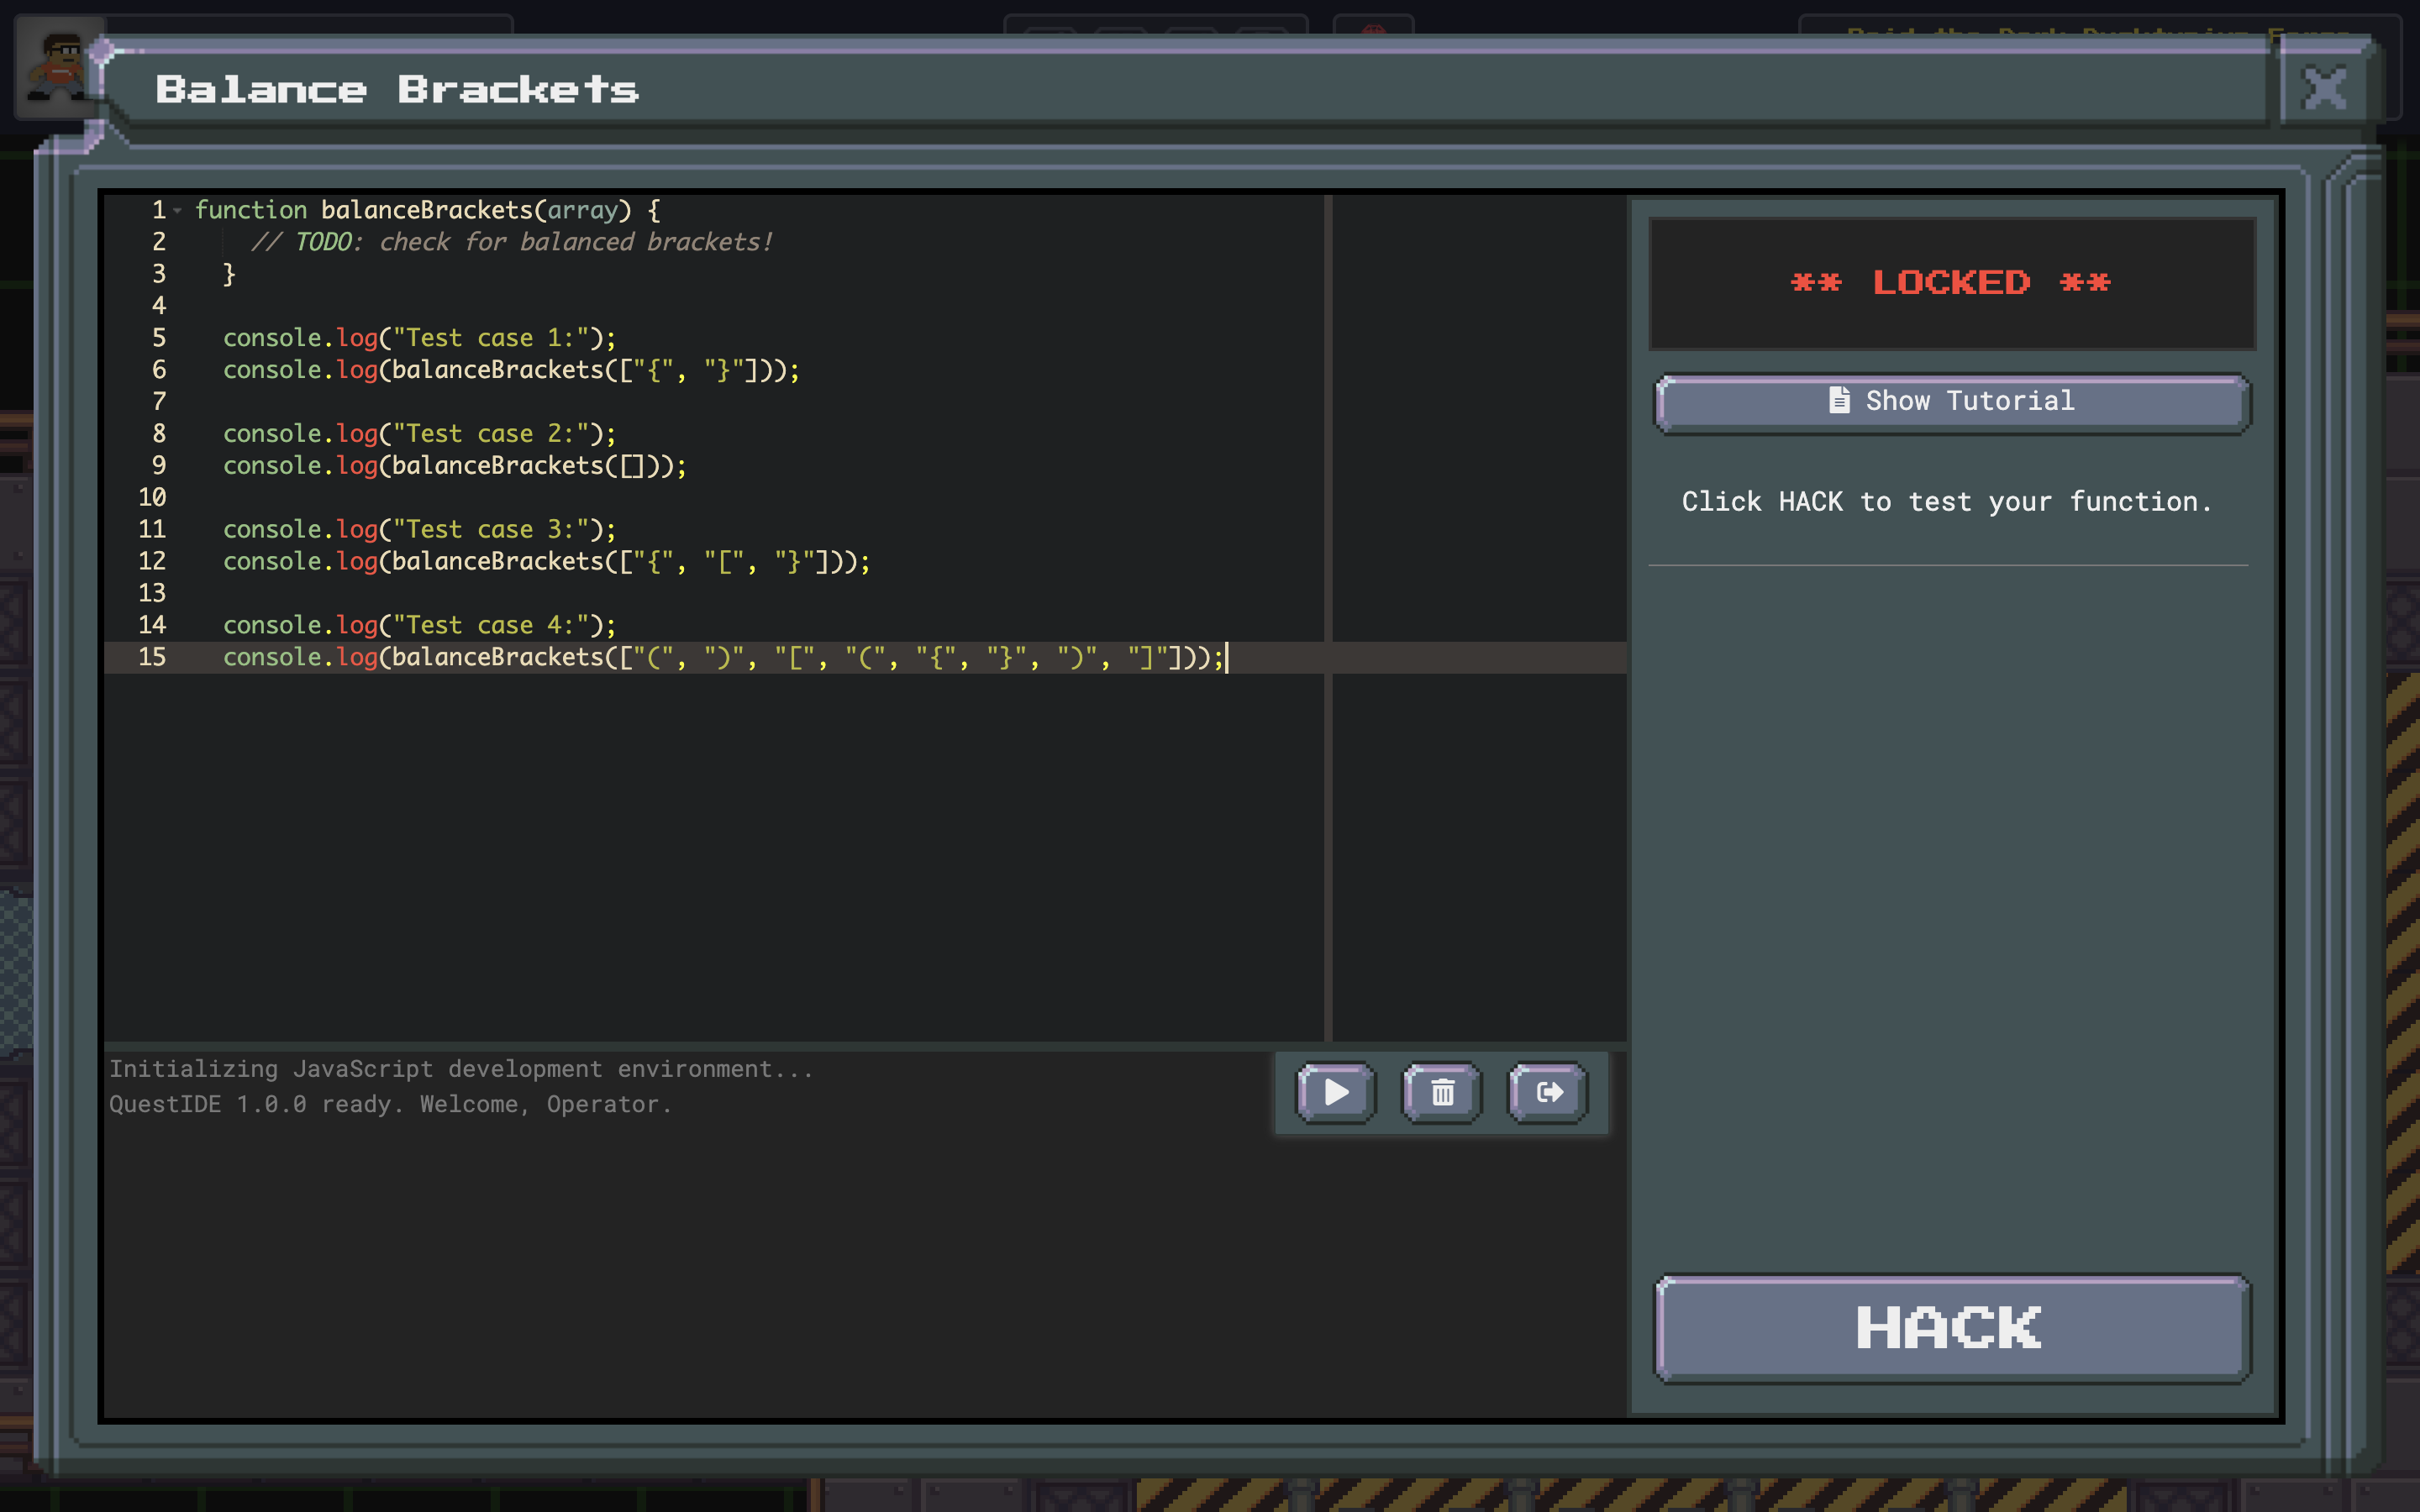 Balance Brackets
1 function balanceBrackets(array) {
2 // TODO: check for balanced brackets!
3 }
4
5 console.log("Test case 1:");
6 console.log(balanceBrackets(["{", "}"]));
7
8 console.log("Test case 2:");
9 console.log(balanceBrackets([]));
10
11 console.log("Test case 3:");
12 console.log(balanceBrackets(["{", "[", "}"]));
13
14 console.log("Test case 4:");
15 console.log(balanceBrackets(["(", ")", "[", "(", "{", "}", ")", "]"]));
Initializing JavaScript development environment...
QuestIDE 1.0.0 ready. Welcome, Operator.
** LOCKED **
Show Tutorial
Click HACK to test your function.
HACK